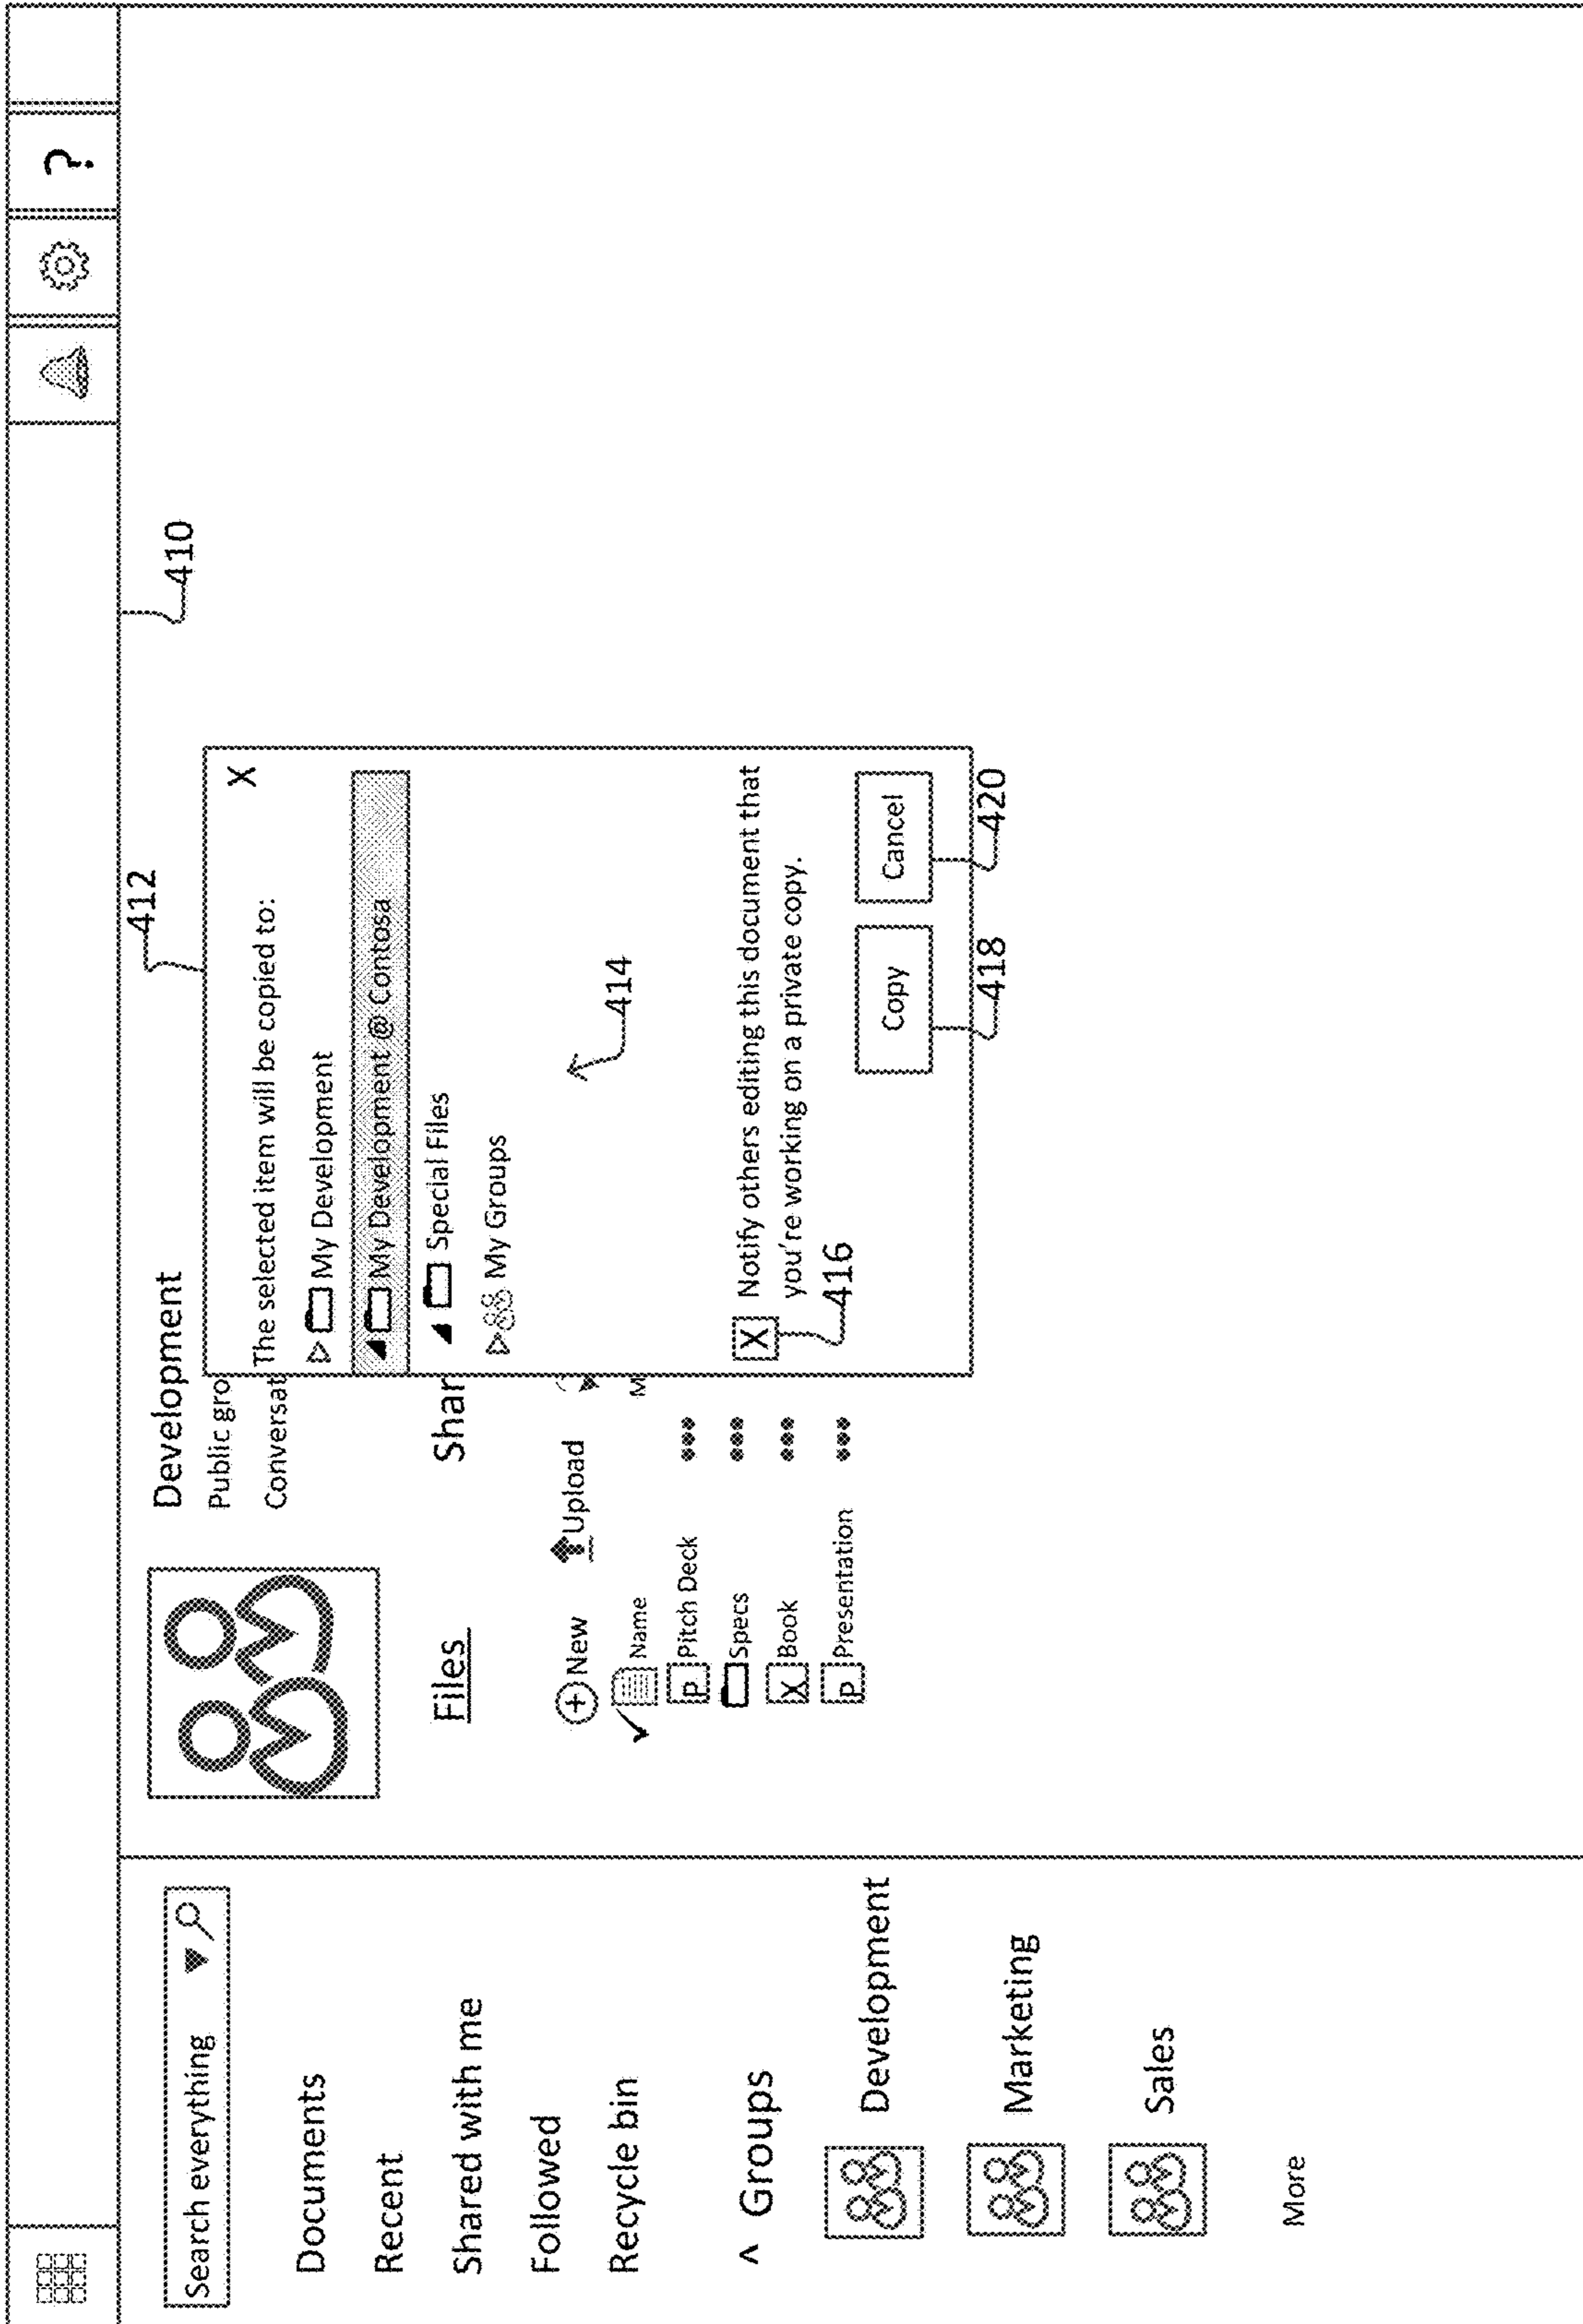 ?
410
Search everything
Documents
Recent
Shared with me
Followed
Recycle bin
^ Groups
Development
Marketing
Sales
More
Development
Public gro
Conversat
Files Shar
New Upload
Name M
P Pitch Deck •••
Specs •••
X Book •••
P Presentation •••
412
X
The selected item will be copied to:
My Development
My Development @ Contosa
Special Files
My Groups
414
X Notify others editing this document that
you're working on a private copy.
416
Copy Cancel
418 420